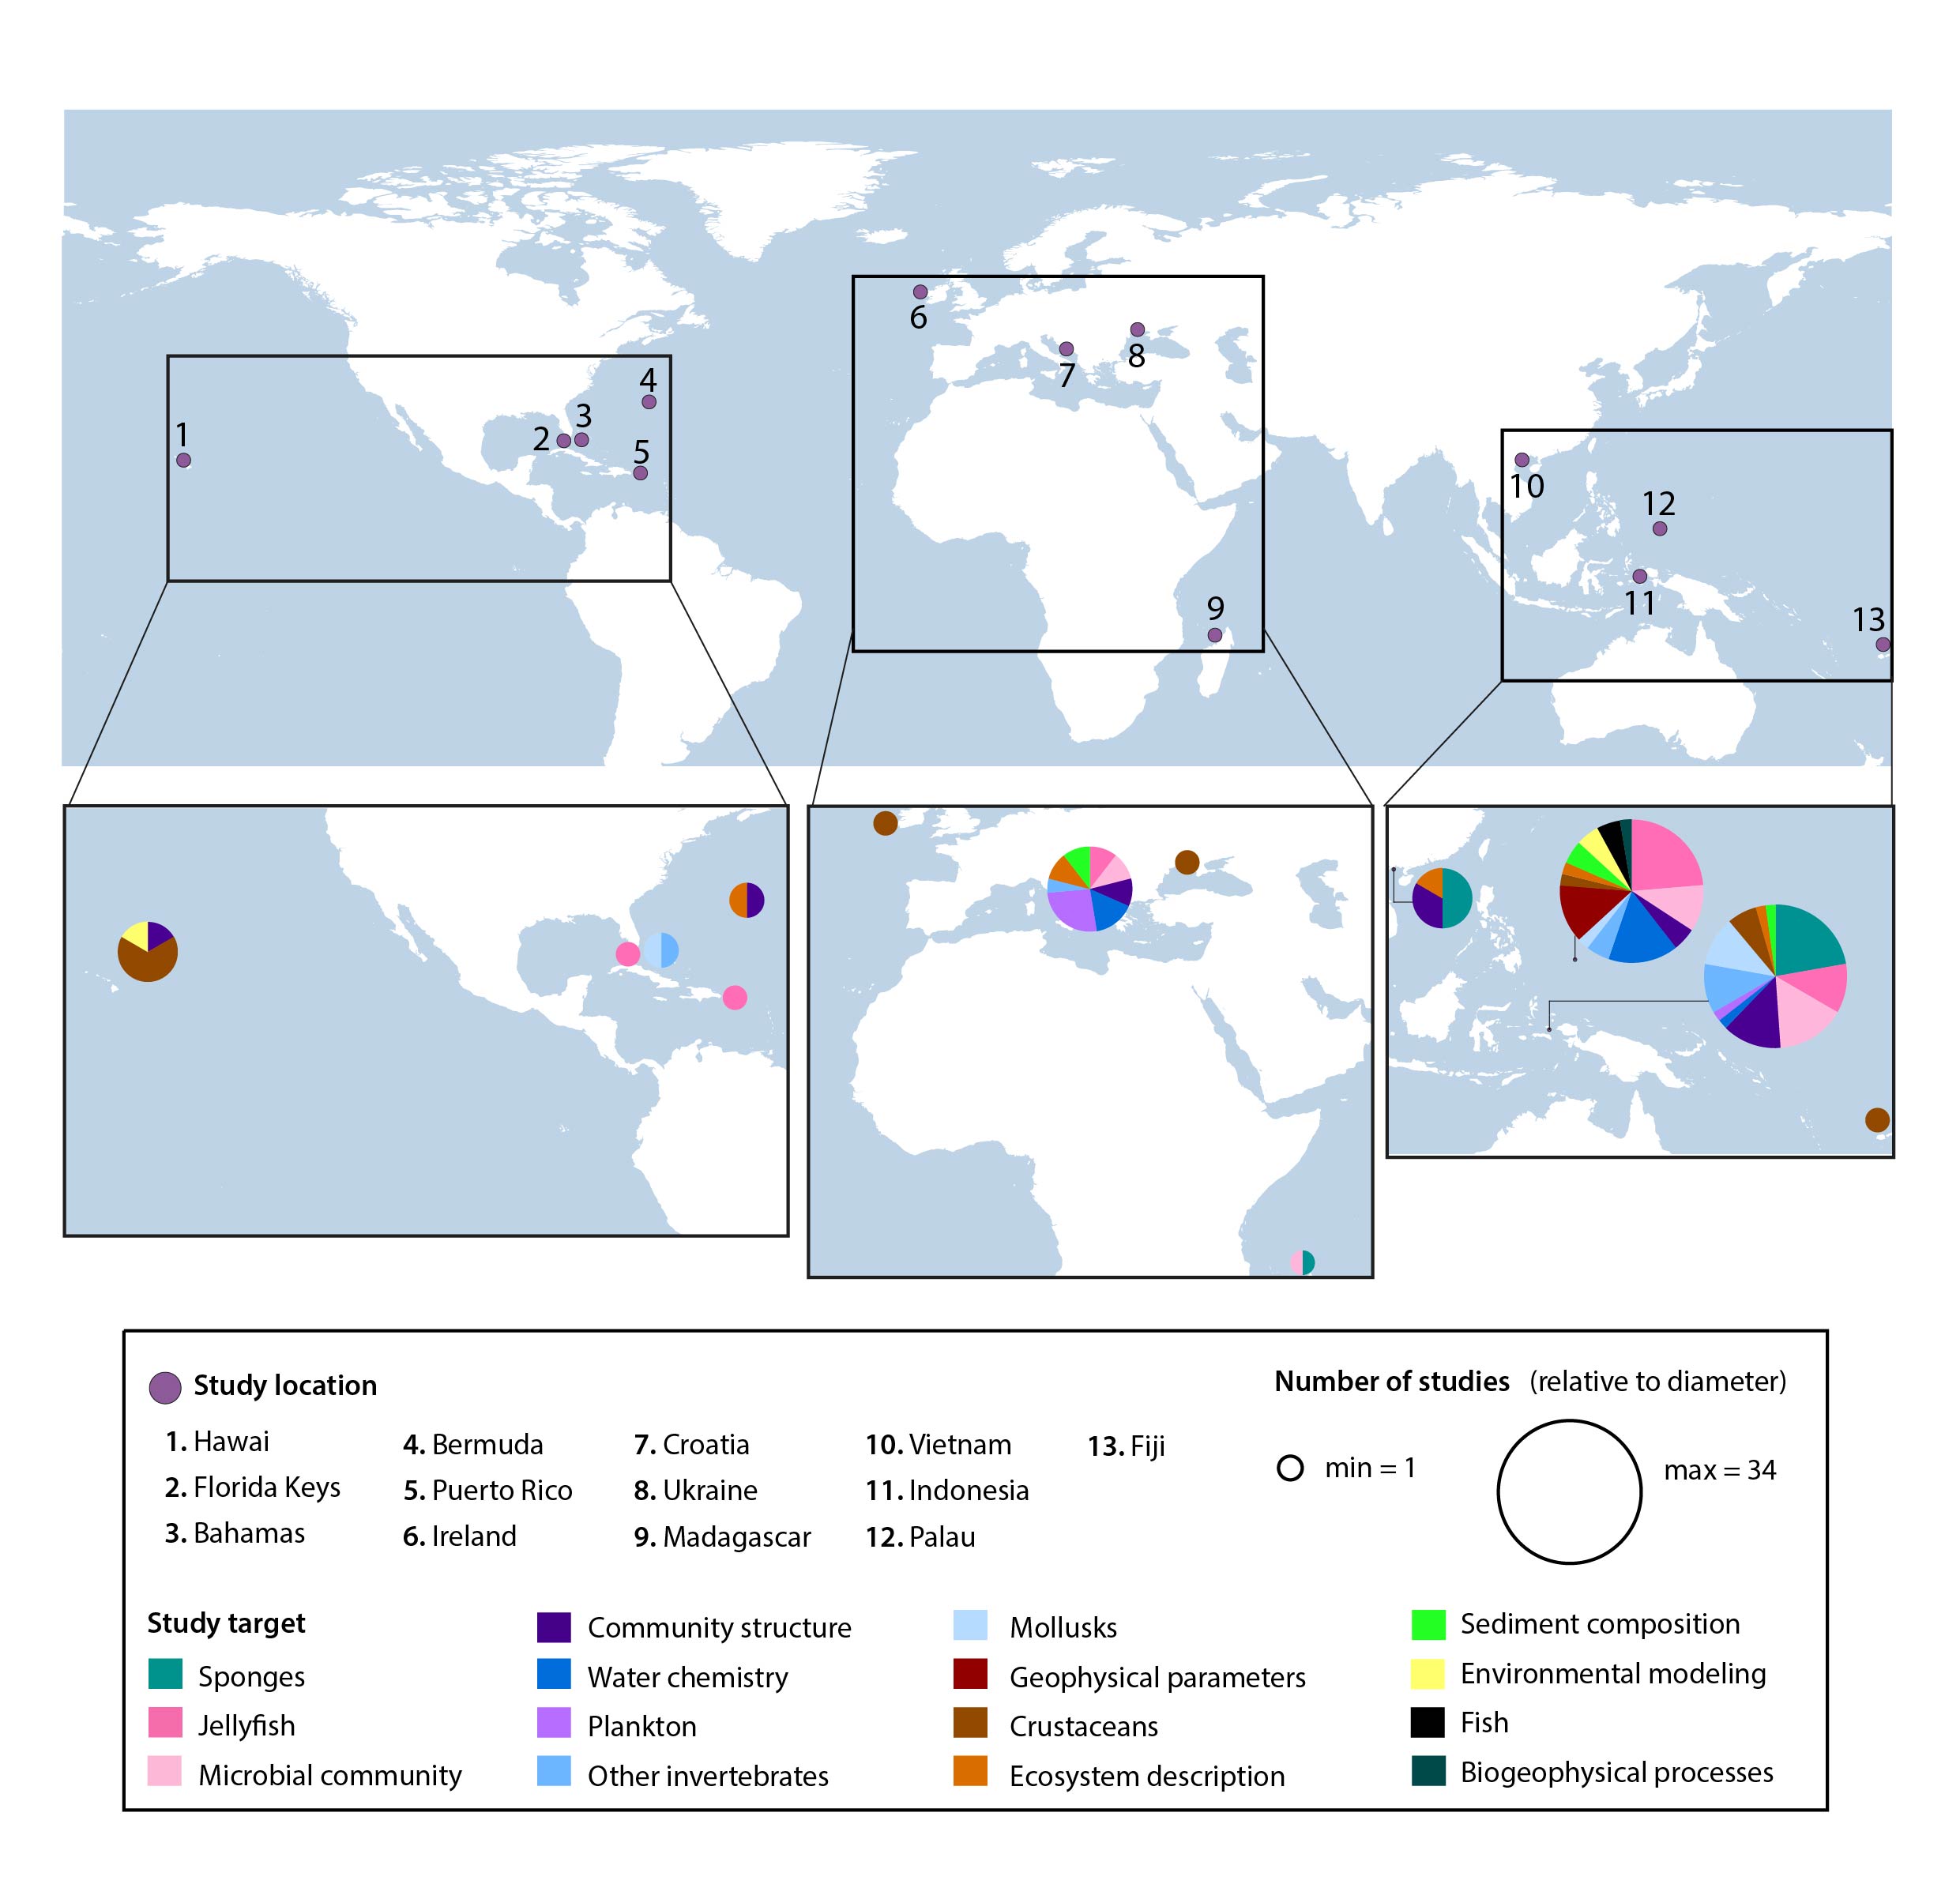 4
3
1
2
5
6
7
8
9
10
12
11
13
Study location
1. Hawai
2. Florida Keys
3. Bahamas
4. Bermuda
5. Puerto Rico
6. Ireland
7. Croatia
8. Ukraine
9. Madagascar
10. Vietnam
11. Indonesia
12. Palau
13. Fiji
Number of studies (relative to diameter)
min = 1
max = 34
Study target
Sponges
Jellyfish
Microbial community
Community structure
Water chemistry
Plankton
Other invertebrates
Mollusks
Geophysical parameters
Crustaceans
Ecosystem description
Sediment composition
Environmental modeling
Fish
Biogeophysical processes